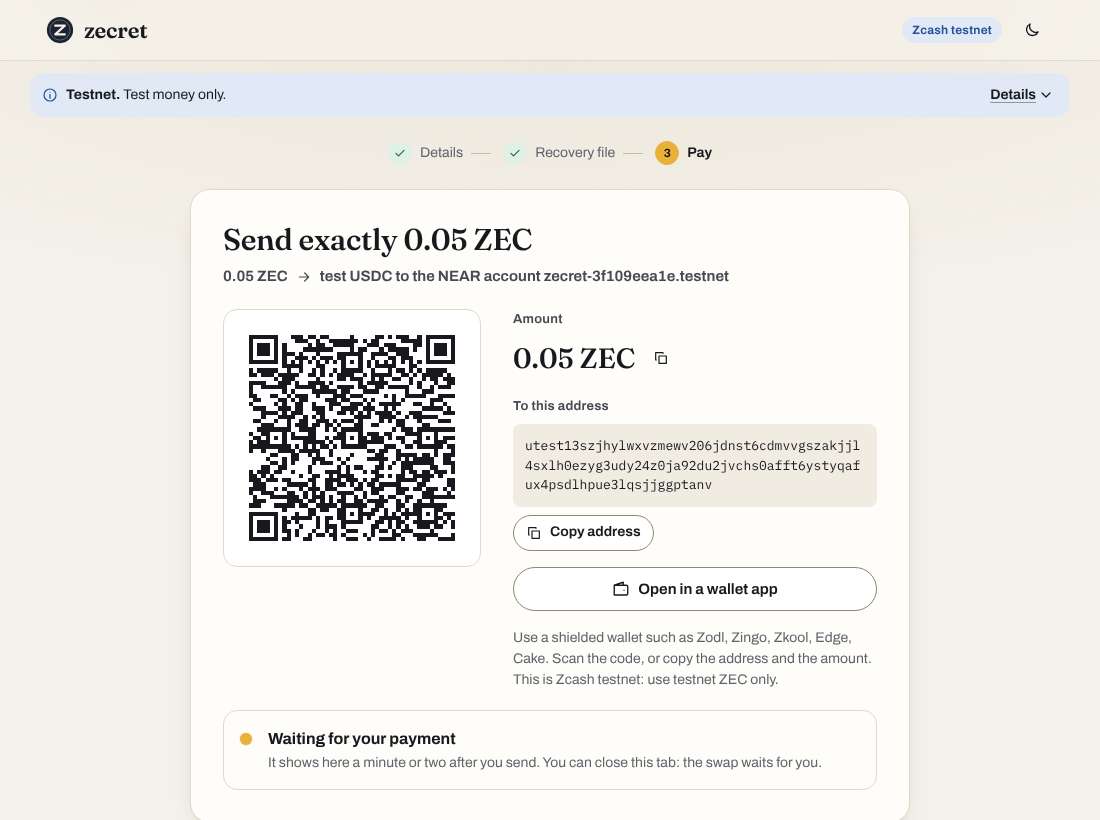 zecret
Zcash testnet
Testnet. Test money only.
Details
Details
Recovery file
3
Pay
Send exactly 0.05 ZEC
0.05 ZEC → test USDC to the NEAR account zecret-3f109eea1e.testnet
Amount
0.05 ZEC
To this address
utest13szjhylwxvzmewv206jdnst6cdmvvgszakjjl
4sxlh0ezyg3udy24z0ja92du2jvchs0afft6ystyqaf
ux4psdlhpue3lqsjjggptanv
Copy address
Open in a wallet app
Use a shielded wallet such as Zodl, Zingo, Zkool, Edge,
Cake. Scan the code, or copy the address and the amount.
This is Zcash testnet: use testnet ZEC only.
Waiting for your payment
It shows here a minute or two after you send. You can close this tab: the swap waits for you.